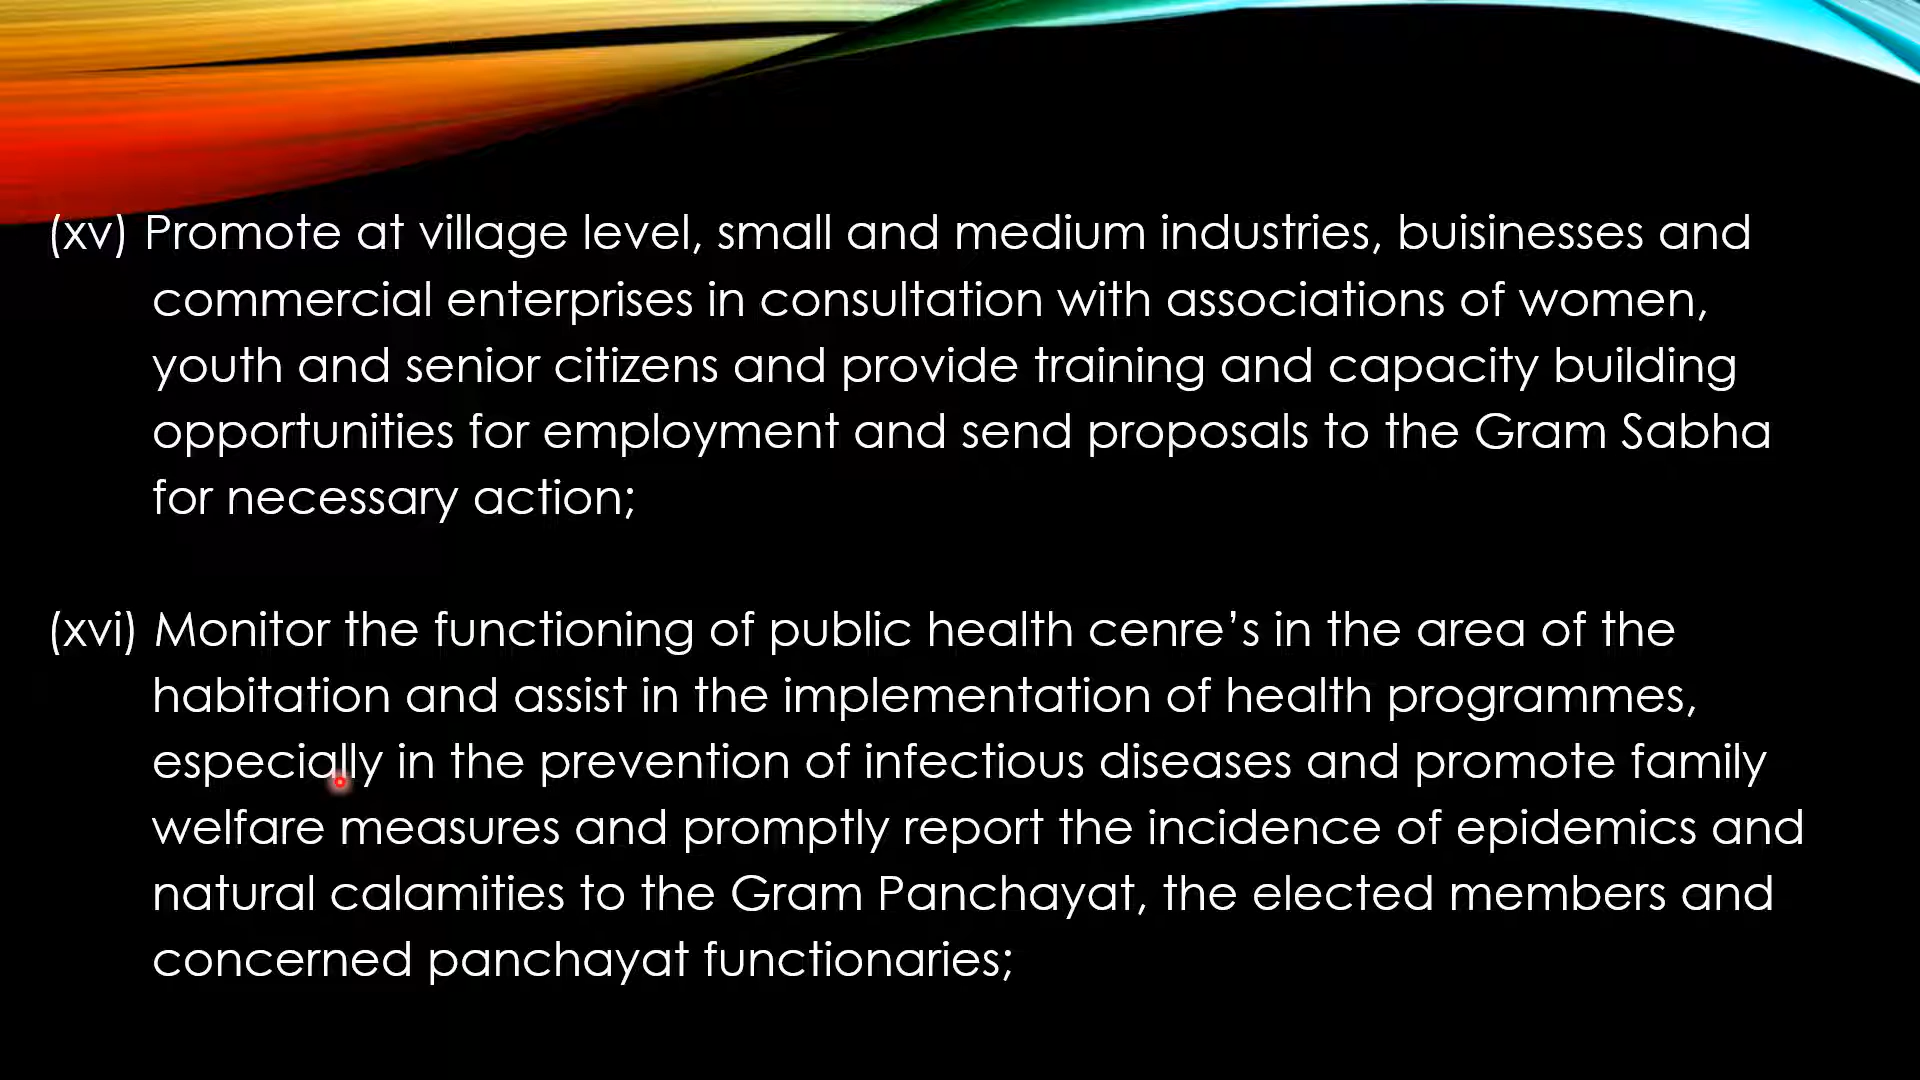 (xv) Promote at village level, small and medium industries, buisinesses and
commercial enterprises in consultation with associations of women,
youth and senior citizens and provide training and capacity building
opportunities for employment and send proposals to the Gram Sabha
for necessary action;
(xvi) Monitor the functioning of public health cenre’s in the area of the
habitation and assist in the implementation of health programmes,
especially in the prevention of infectious diseases and promote family
welfare measures and promptly report the incidence of epidemics and
natural calamities to the Gram Panchayat, the elected members and
concerned panchayat functionaries;